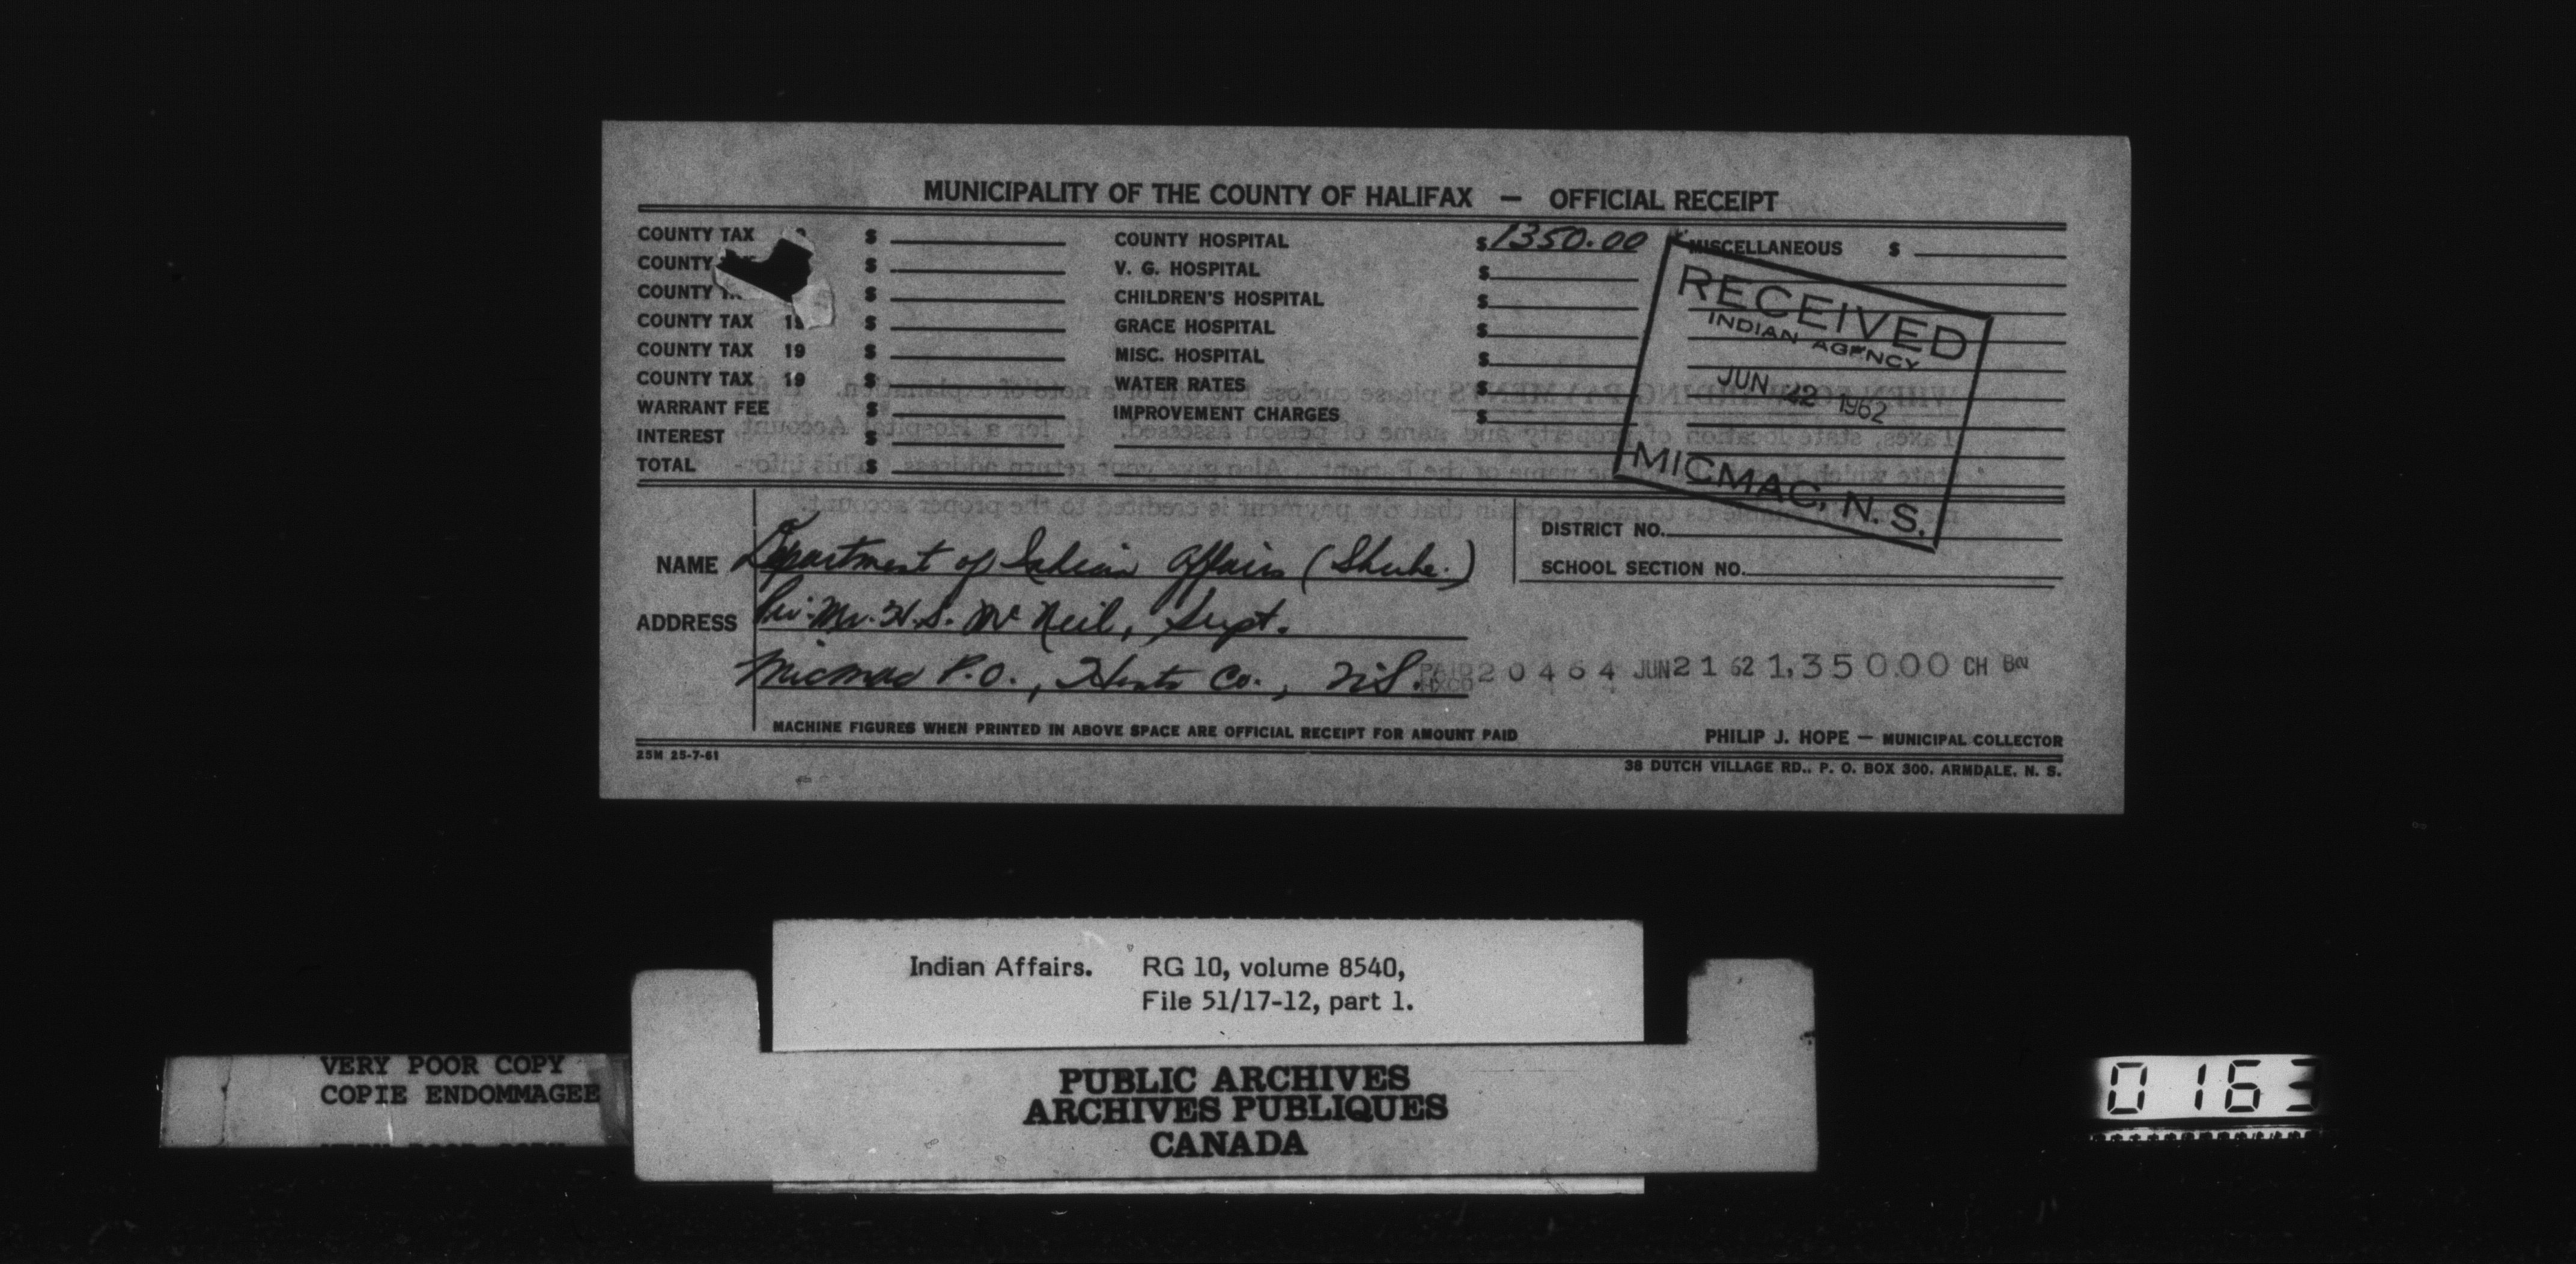 MUNICIPALITY OF THE COUNTY OF HALIFAX — OFFICIAL RECEIPT
COUNTY TAX $ COUNTY HOSPITAL $ 1350.00 MISCELLANEOUS $
COUNTY $ V. G. HOSPITAL $
COUNTY $ CHILDREN'S HOSPITAL $
COUNTY TAX 19 $ GRACE HOSPITAL $
COUNTY TAX 19 $ MISC. HOSPITAL $
COUNTY TAX 19 $ WATER RATES $
WARRANT FEE $ IMPROVEMENT CHARGES $
INTEREST $
TOTAL $
RECEIVED
INDIAN AGENCY
JUN 1962
MICMAC, N. S.
NAME Department of Indian Affairs (Shube.)
ADDRESS Mr. H.S. McNeil, Supt.
Micmac P.O., Hants Co., N.S.
DISTRICT NO.
SCHOOL SECTION NO.
PAID 20464 JUN 21 62 1,350.00 CH
MACHINE FIGURES WHEN PRINTED IN ABOVE SPACE ARE OFFICIAL RECEIPT FOR AMOUNT PAID
PHILIP J. HOPE — MUNICIPAL COLLECTOR
25M 25-7-61
38 DUTCH VILLAGE RD., P. O. BOX 300, ARMDALE, N. S.
Indian Affairs. RG 10, volume 8540,
File 51/17-12, part 1.
VERY POOR COPY
COPIE ENDOMMAGEE
PUBLIC ARCHIVES
ARCHIVES PUBLIQUES
CANADA
0163